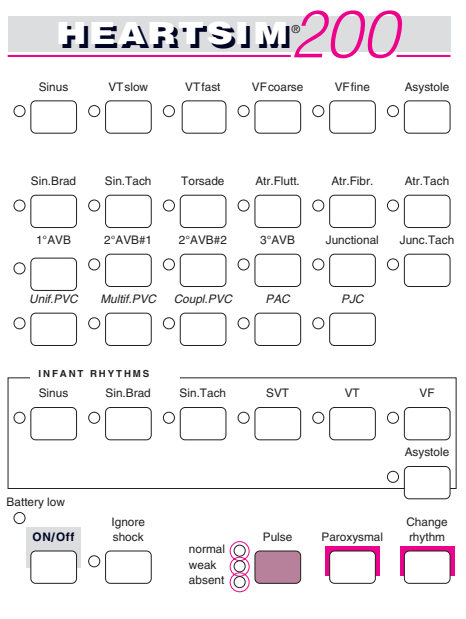 HEARTSIM®200
Sinus VTslow VTfast VFcoarse VFfine Asystole
Sin.Brad Sin.Tach Torsade Atr.Flutt. Atr.Fibr. Atr.Tach
1°AVB 2°AVB#1 2°AVB#2 3°AVB Junctional Junc.Tach
Unif.PVC Multif.PVC Coupl.PVC PAC PJC
INFANT RHYTHMS
Sinus Sin.Brad Sin.Tach SVT VT VF
Asystole
Battery low
ON/Off
Ignore
shock
normal
weak
absent
Pulse
Paroxysmal
Change
rhythm